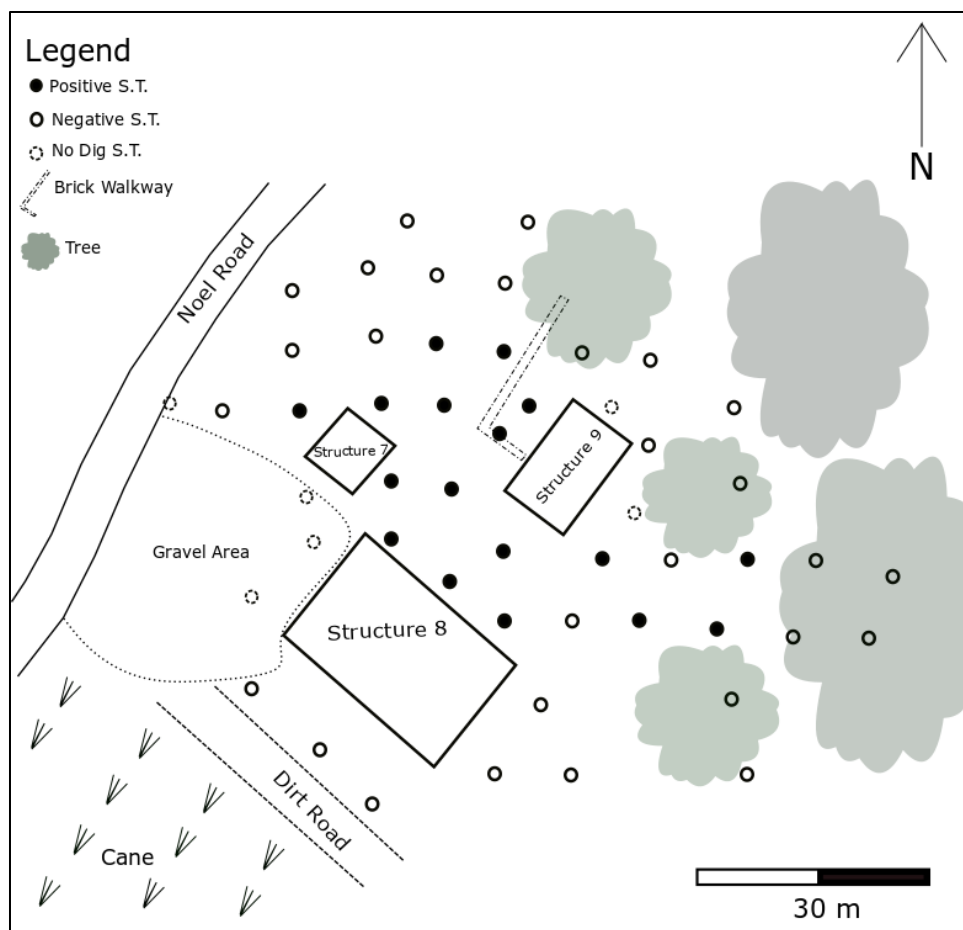 Legend
Positive S.T.
Negative S.T.
No Dig S.T.
Brick Walkway
Tree
N
Noel Road
Structure 7
Structure 9
Gravel Area
Structure 8
Dirt Road
Cane
30 m